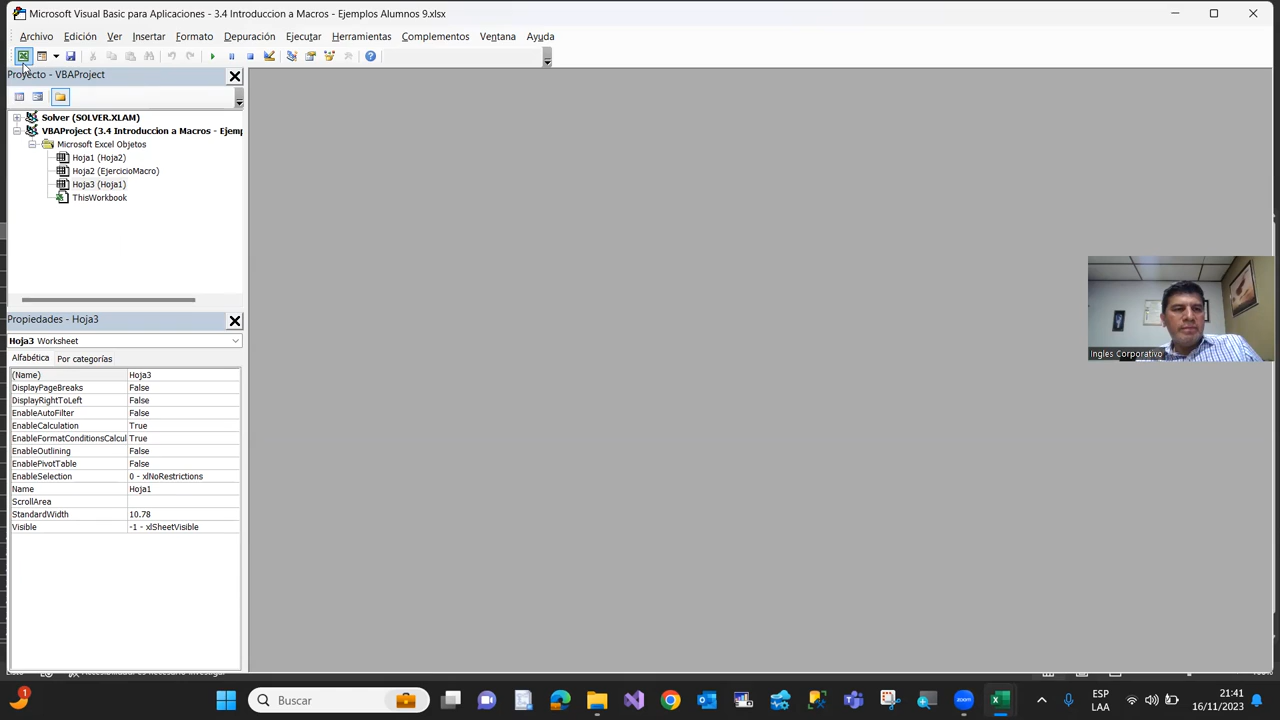 Microsoft Visual Basic para Aplicaciones - 3.4 Introduccion a Macros - Ejemplos Alumnos 9.xlsx
Archivo Edición Ver Insertar Formato Depuración Ejecutar Herramientas Complementos Ventana Ayuda
Proyecto - VBAProject
Solver (SOLVER.XLAM)
VBAProject (3.4 Introduccion a Macros - Ejem
Microsoft Excel Objetos
Hoja1 (Hoja2)
Hoja2 (EjercicioMacro)
Hoja3 (Hoja1)
ThisWorkbook
Propiedades - Hoja3
Hoja3 Worksheet
Alfabética Por categorías
(Name) Hoja3
DisplayPageBreaks False
DisplayRightToLeft False
EnableAutoFilter False
EnableCalculation True
EnableFormatConditionsCalcul True
EnableOutlining False
EnablePivotTable False
EnableSelection 0 - xlNoRestrictions
Name Hoja1
ScrollArea
StandardWidth 10.78
Visible -1 - xlSheetVisible
Ingles Corporativo
1
Buscar
zoom
ESP
LAA
21:41
16/11/2023